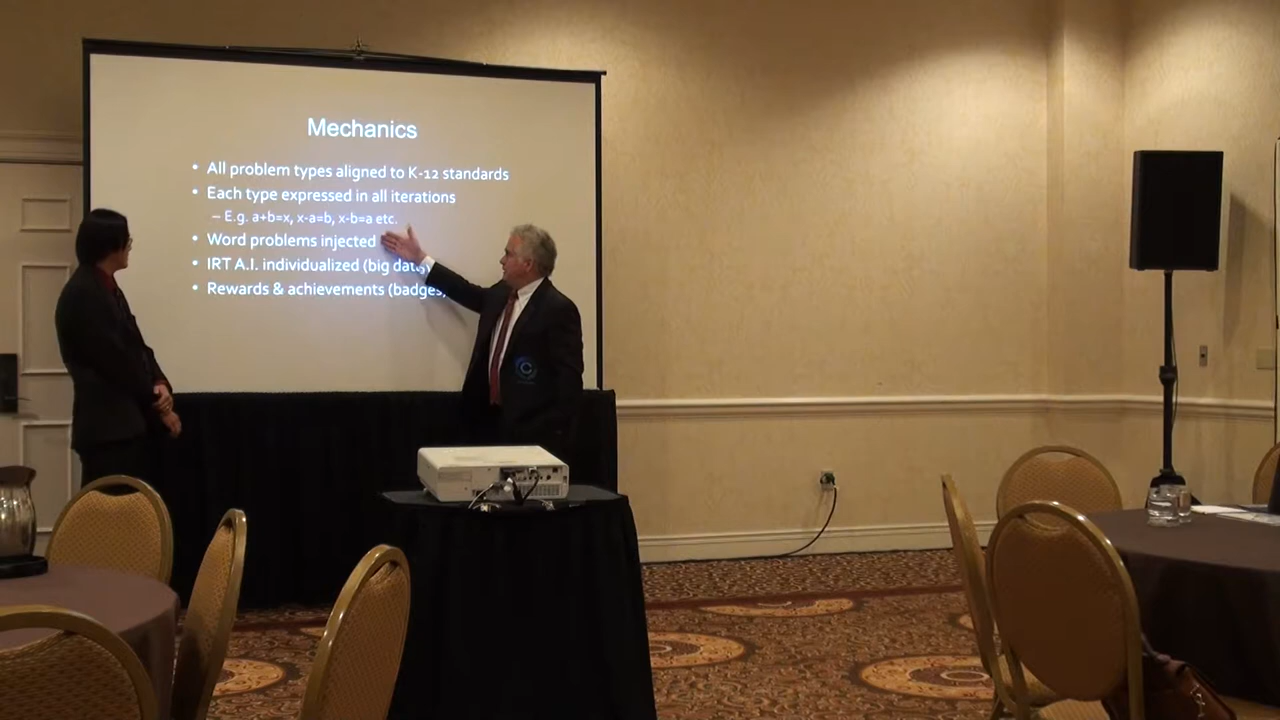 Mechanics
• All problem types aligned to K-12 standards
• Each type expressed in all iterations
– E.g. a+b=x, x-a=b, x-b=a etc.
• Word problems injected
• IRT A.I. individualized (big data)
• Rewards & achievements (badges,
C